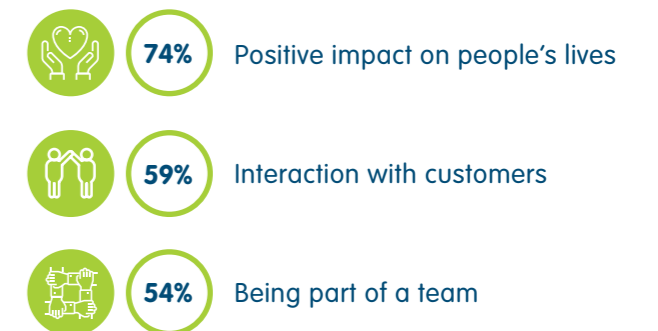 74% Positive impact on people’s lives
59% Interaction with customers
54% Being part of a team